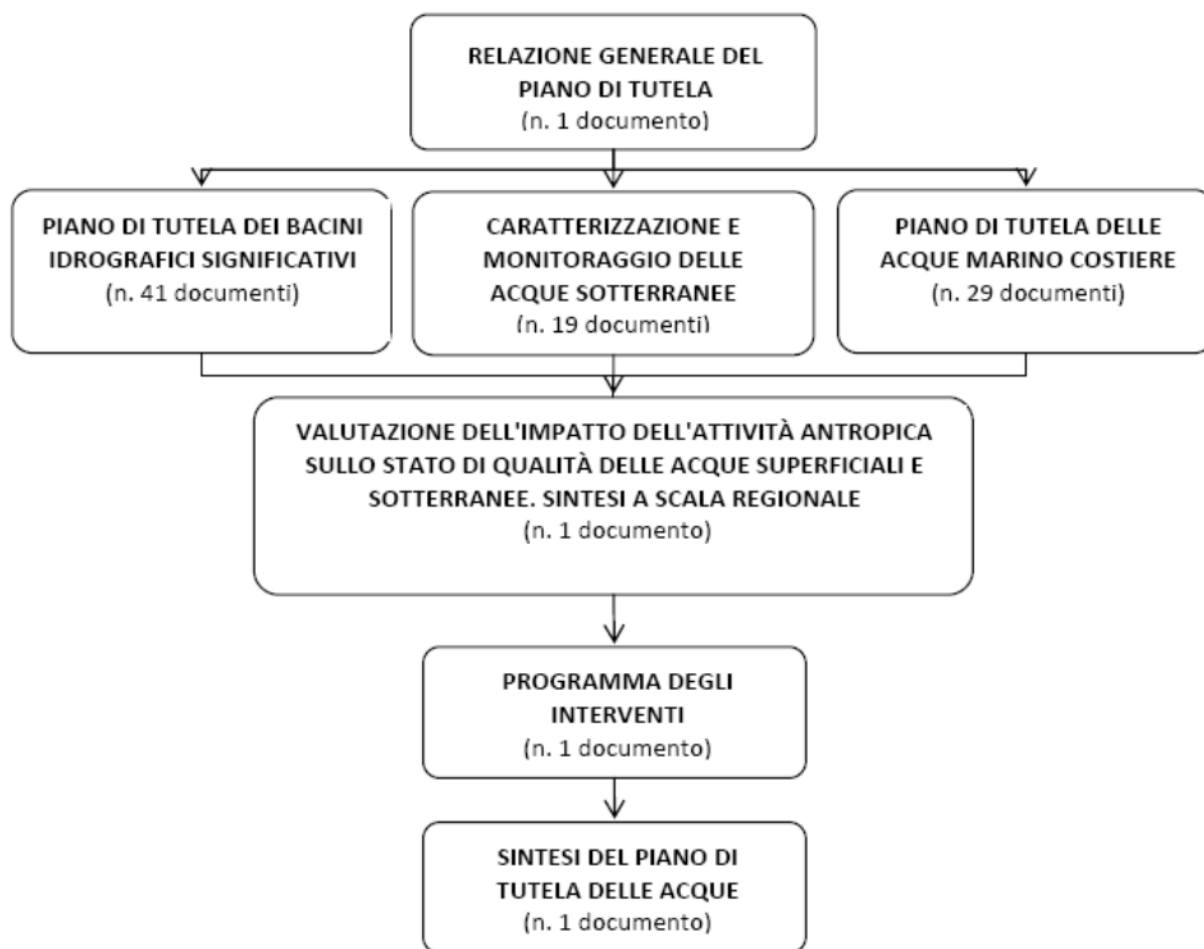 RELAZIONE GENERALE DEL
PIANO DI TUTELA
(n. 1 documento)
PIANO DI TUTELA DEI BACINI
IDROGRAFICI SIGNIFICATIVI
(n. 41 documenti)
CARATTERIZZAZIONE E
MONITORAGGIO DELLE
ACQUE SOTTERRANEE
(n. 19 documenti)
PIANO DI TUTELA DELLE
ACQUE MARINO COSTIERE
(n. 29 documenti)
VALUTAZIONE DELL'IMPATTO DELL'ATTIVITÀ ANTROPICA
SULLO STATO DI QUALITÀ DELLE ACQUE SUPERFICIALI E
SOTTERRANEE. SINTESI A SCALA REGIONALE
(n. 1 documento)
PROGRAMMA DEGLI
INTERVENTI
(n. 1 documento)
SINTESI DEL PIANO DI
TUTELA DELLE ACQUE
(n. 1 documento)